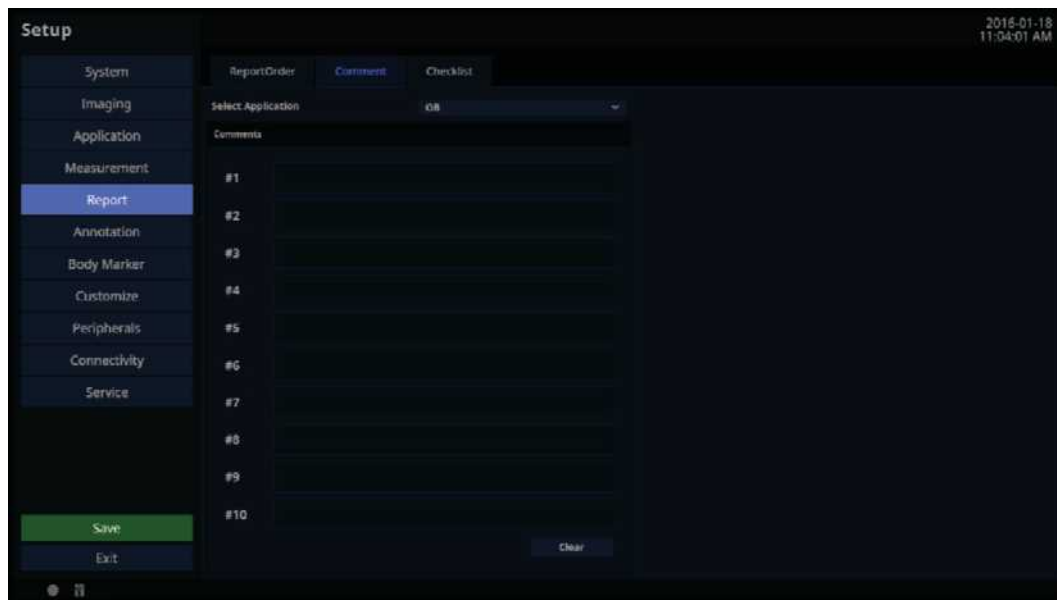 Setup
2016-01-18
11:04:01 AM
System
Imaging
Application
Measurement
Report
Annotation
Body Marker
Customize
Peripherals
Connectivity
Service
Save
Exit
ReportOrder Comment Checklist
Select Application OB
Comments
#1
#2
#3
#4
#5
#6
#7
#8
#9
#10
Clear